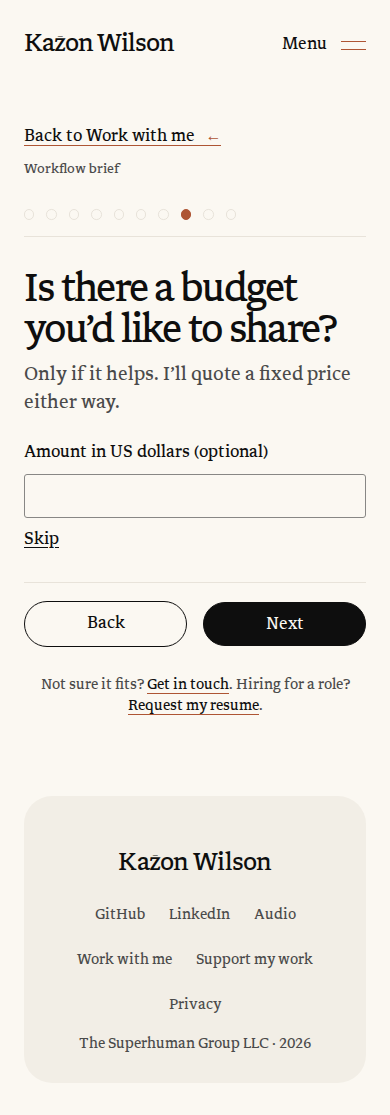 Każon Wilson
Menu
Back to Work with me ←
Workflow brief
Is there a budget
you’d like to share?
Only if it helps. I’ll quote a fixed price
either way.
Amount in US dollars (optional)
Skip
Back
Next
Not sure it fits? Get in touch. Hiring for a role?
Request my resume.
Każon Wilson
GitHub LinkedIn Audio
Work with me Support my work
Privacy
The Superhuman Group LLC · 2026